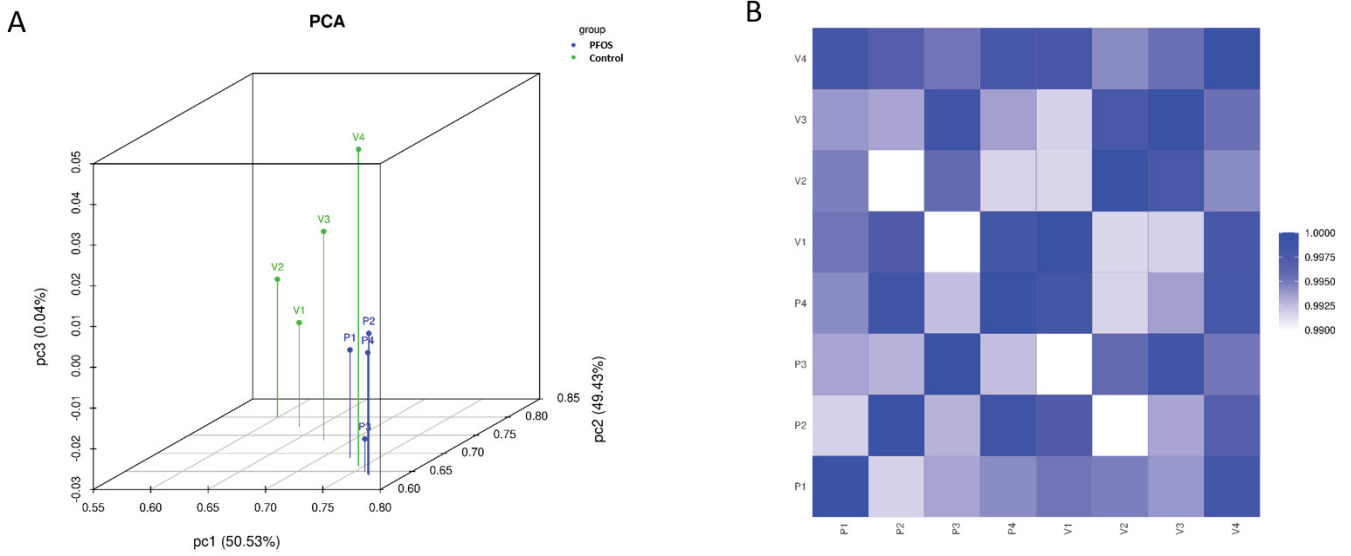 A
PCA
group
PFOS
Control
V4
V3
V2
V1
P2
P1
P4
P3
0.05
0.04
0.03
0.02
0.01
0.00
-0.01
-0.02
-0.03
pc3 (0.04%)
0.55
0.60
0.65
0.70
0.75
0.80
pc1 (50.53%)
0.60
0.65
0.70
0.75
0.80
0.85
pc2 (49.43%)
B
V4
V3
V2
V1
P4
P3
P2
P1
P1
P2
P3
P4
V1
V2
V3
V4
1.0000
0.9975
0.9950
0.9925
0.9900